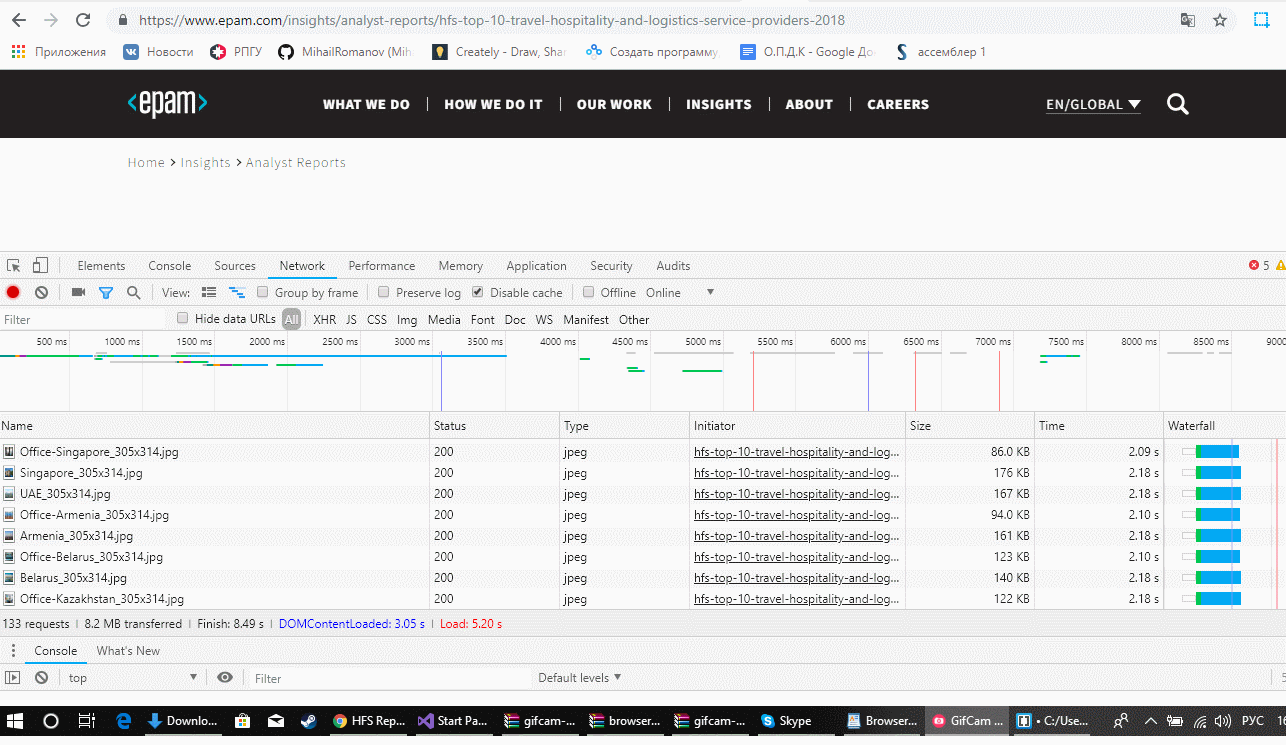 https://www.epam.com/insights/analyst-reports/hfs-top-10-travel-hospitality-and-logistics-service-providers-2018
Приложения Новости РПГУ MihailRomanov (Mih Creately - Draw, Shar Создать программу, О.П.Д.К - Google До ассемблер 1
<epam> WHAT WE DO HOW WE DO IT OUR WORK INSIGHTS ABOUT CAREERS EN/GLOBAL
Home > Insights > Analyst Reports
Elements Console Sources Network Performance Memory Application Security Audits 5
View: Group by frame Preserve log Disable cache Offline Online
Filter Hide data URLs All XHR JS CSS Img Media Font Doc WS Manifest Other
500 ms 1000 ms 1500 ms 2000 ms 2500 ms 3000 ms 3500 ms 4000 ms 4500 ms 5000 ms 5500 ms 6000 ms 6500 ms 7000 ms 7500 ms 8000 ms 8500 ms 9000
Name Status Type Initiator Size Time Waterfall
Office-Singapore_305x314.jpg 200 jpeg hfs-top-10-travel-hospitality-and-log... 86.0 KB 2.09 s
Singapore_305x314.jpg 200 jpeg hfs-top-10-travel-hospitality-and-log... 176 KB 2.18 s
UAE_305x314.jpg 200 jpeg hfs-top-10-travel-hospitality-and-log... 167 KB 2.18 s
Office-Armenia_305x314.jpg 200 jpeg hfs-top-10-travel-hospitality-and-log... 94.0 KB 2.10 s
Armenia_305x314.jpg 200 jpeg hfs-top-10-travel-hospitality-and-log... 161 KB 2.18 s
Office-Belarus_305x314.jpg 200 jpeg hfs-top-10-travel-hospitality-and-log... 123 KB 2.10 s
Belarus_305x314.jpg 200 jpeg hfs-top-10-travel-hospitality-and-log... 140 KB 2.18 s
Office-Kazakhstan_305x314.jpg 200 jpeg hfs-top-10-travel-hospitality-and-log... 122 KB 2.18 s
133 requests | 8.2 MB transferred | Finish: 8.49 s | DOMContentLoaded: 3.05 s | Load: 5.20 s
Console What's New
top Filter Default levels 5
Downlo... HFS Rep... Start Pa... gifcam-... browser... gifcam-... Skype Browser... GifCam ... • C:/Use... РУС 16